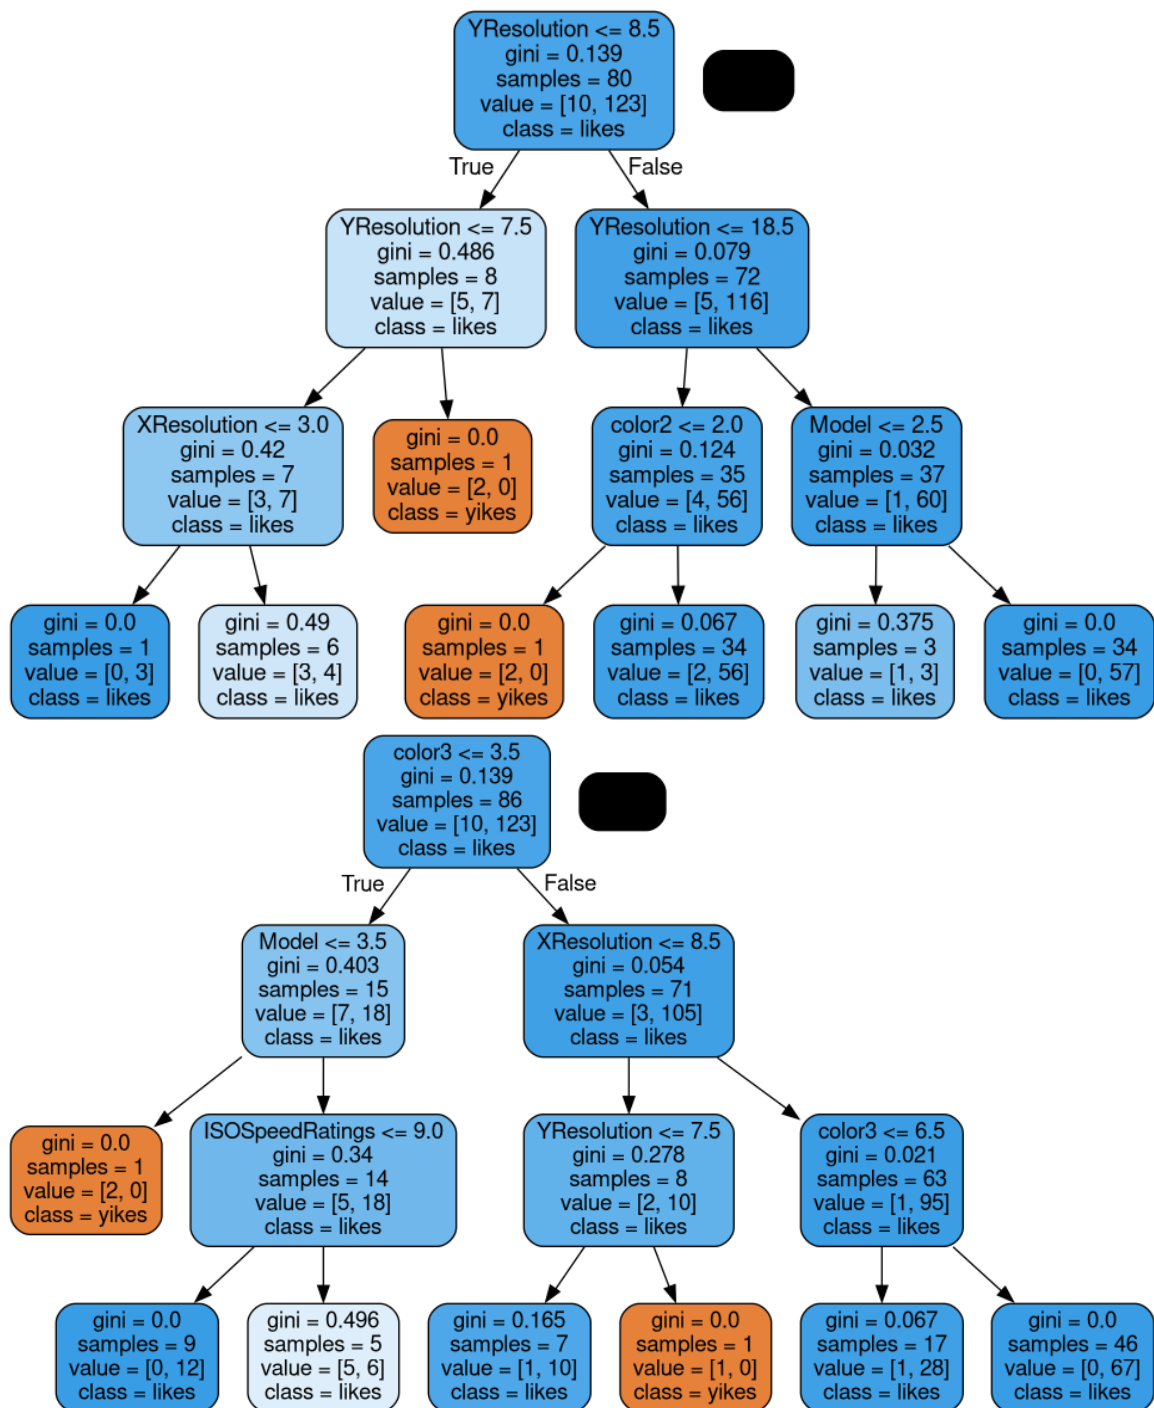 YResolution <= 8.5
gini = 0.139
samples = 80
value = [10, 123]
class = likes
True
False
YResolution <= 7.5
gini = 0.486
samples = 8
value = [5, 7]
class = likes
YResolution <= 18.5
gini = 0.079
samples = 72
value = [5, 116]
class = likes
XResolution <= 3.0
gini = 0.42
samples = 7
value = [3, 7]
class = likes
gini = 0.0
samples = 1
value = [2, 0]
class = yikes
color2 <= 2.0
gini = 0.124
samples = 35
value = [4, 56]
class = likes
Model <= 2.5
gini = 0.032
samples = 37
value = [1, 60]
class = likes
gini = 0.0
samples = 1
value = [0, 3]
class = likes
gini = 0.49
samples = 6
value = [3, 4]
class = likes
gini = 0.0
samples = 1
value = [2, 0]
class = yikes
gini = 0.067
samples = 34
value = [2, 56]
class = likes
gini = 0.375
samples = 3
value = [1, 3]
class = likes
gini = 0.0
samples = 34
value = [0, 57]
class = likes
color3 <= 3.5
gini = 0.139
samples = 86
value = [10, 123]
class = likes
True
False
Model <= 3.5
gini = 0.403
samples = 15
value = [7, 18]
class = likes
XResolution <= 8.5
gini = 0.054
samples = 71
value = [3, 105]
class = likes
gini = 0.0
samples = 1
value = [2, 0]
class = yikes
ISOSpeedRatings <= 9.0
gini = 0.34
samples = 14
value = [5, 18]
class = likes
YResolution <= 7.5
gini = 0.278
samples = 8
value = [2, 10]
class = likes
color3 <= 6.5
gini = 0.021
samples = 63
value = [1, 95]
class = likes
gini = 0.0
samples = 9
value = [0, 12]
class = likes
gini = 0.496
samples = 5
value = [5, 6]
class = likes
gini = 0.165
samples = 7
value = [1, 10]
class = likes
gini = 0.0
samples = 1
value = [1, 0]
class = yikes
gini = 0.067
samples = 17
value = [1, 28]
class = likes
gini = 0.0
samples = 46
value = [0, 67]
class = likes